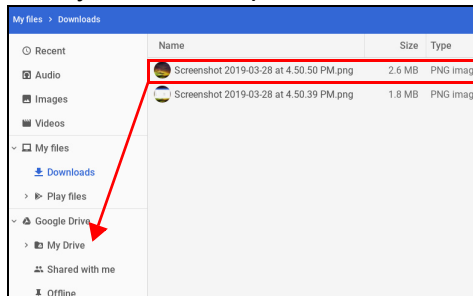 My files > Downloads
Name Size Type
Recent
Screenshot 2019-03-28 at 4.50.50 PM.png 2.6 MB PNG imag
Audio
Screenshot 2019-03-28 at 4.50.39 PM.png 1.8 MB PNG imag
Images
Videos
My files
Downloads
Play files
Google Drive
My Drive
Shared with me
Offline